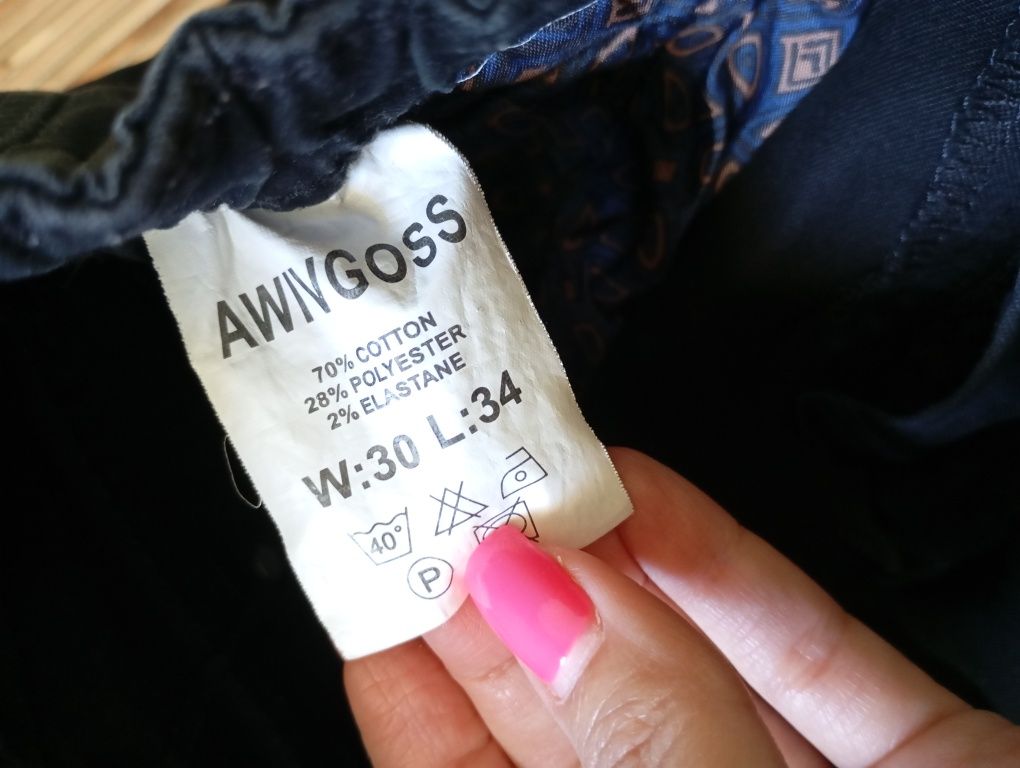 AWNGOSS
70% COTTON
28% POLYESTER
2% ELASTANE
W:30 L:34
40°
P